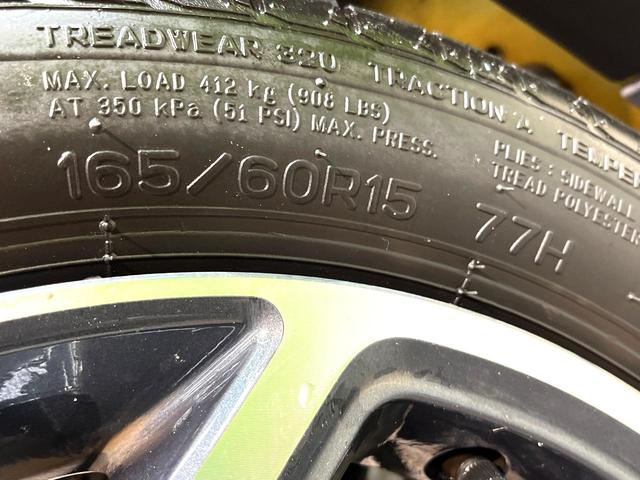 TREADWEAR 320 TRACTION A TEMPER
MAX. LOAD 412 kg (908 LBS)
AT 350 kPa (51 PSI) MAX. PRESS.
PLIES : SIDEWALL
TREAD POLYESTER
165/60R15 77H